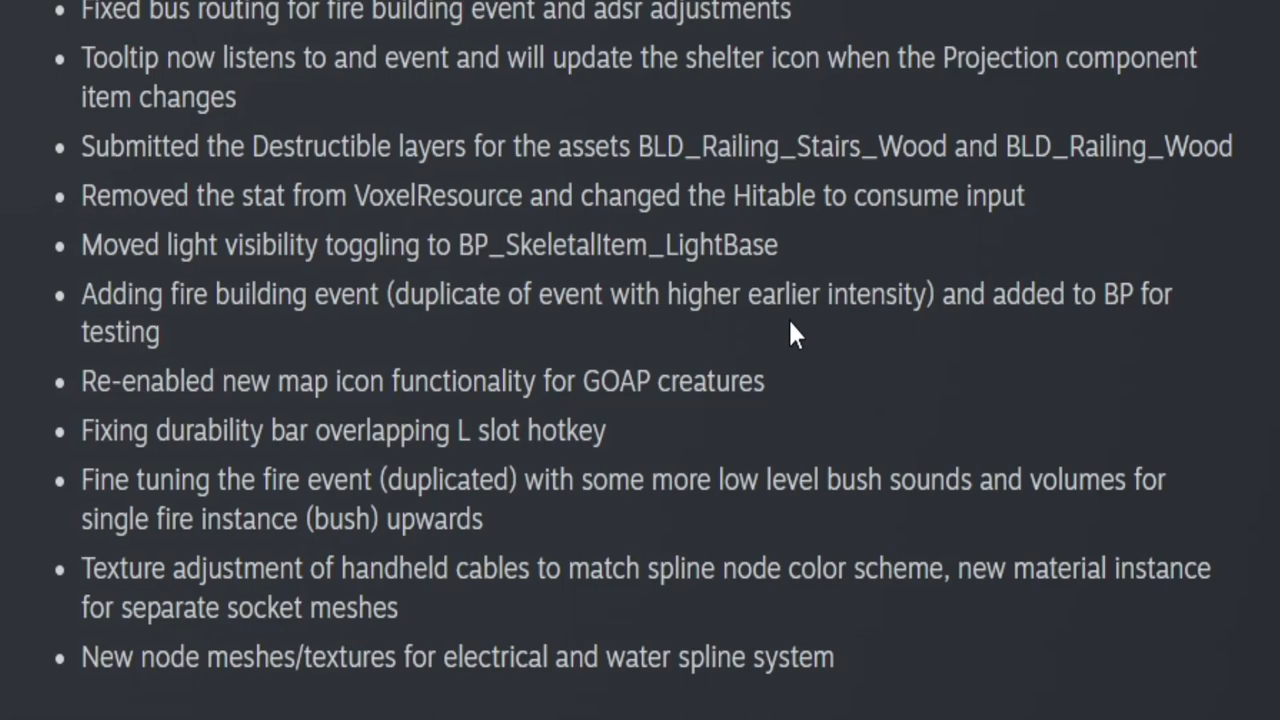 • Fixed bus routing for fire building event and adsr adjustments
• Tooltip now listens to and event and will update the shelter icon when the Projection component
item changes
• Submitted the Destructible layers for the assets BLD_Railing_Stairs_Wood and BLD_Railing_Wood
• Removed the stat from VoxelResource and changed the Hitable to consume input
• Moved light visibility toggling to BP_SkeletalItem_LightBase
• Adding fire building event (duplicate of event with higher earlier intensity) and added to BP for
testing
• Re-enabled new map icon functionality for GOAP creatures
• Fixing durability bar overlapping L slot hotkey
• Fine tuning the fire event (duplicated) with some more low level bush sounds and volumes for
single fire instance (bush) upwards
• Texture adjustment of handheld cables to match spline node color scheme, new material instance
for separate socket meshes
• New node meshes/textures for electrical and water spline system